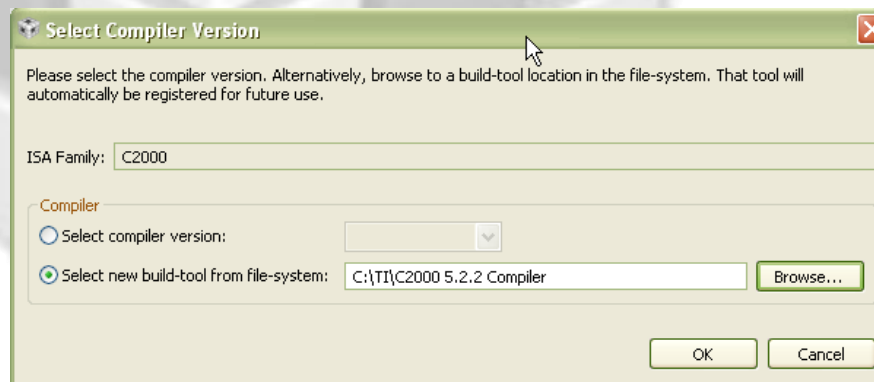 Select Compiler Version
Please select the compiler version. Alternatively, browse to a build-tool location in the file-system. That tool will
automatically be registered for future use.
ISA Family: C2000
Compiler
Select compiler version:
Select new build-tool from file-system: C:\TI\C2000 5.2.2 Compiler Browse...
OK Cancel